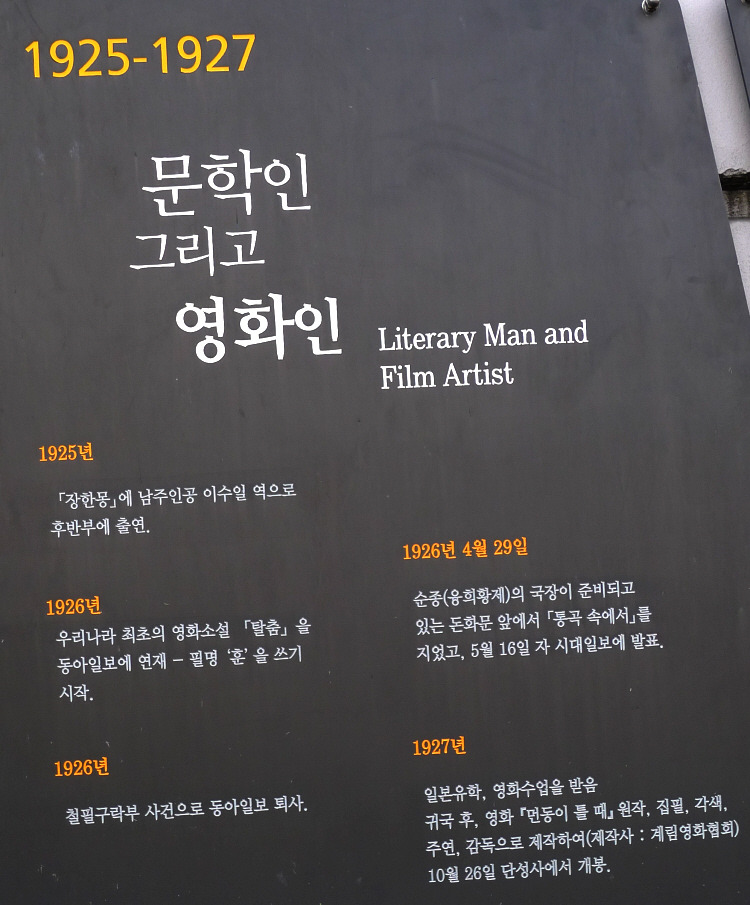 1925-1927
문학인
그리고
영화인
Literary Man and
Film Artist
1925년
「장한몽」에 남주인공 이수일 역으로
후반부에 출연.
1926년
우리나라 최초의 영화소설 「탈춤」을
동아일보에 연재 – 필명 ‘훈’을 쓰기
시작.
1926년
철필구락부 사건으로 동아일보 퇴사.
1926년 4월 29일
순종(융희황제)의 국장이 준비되고
있는 돈화문 앞에서 「통곡 속에서」를
지었고, 5월 16일 자 시대일보에 발표.
1927년
일본유학, 영화수업을 받음
귀국 후, 영화 『먼동이 틀 때』 원작, 집필, 각색,
주연, 감독으로 제작하여(제작사 : 계림영화협회)
10월 26일 단성사에서 개봉.